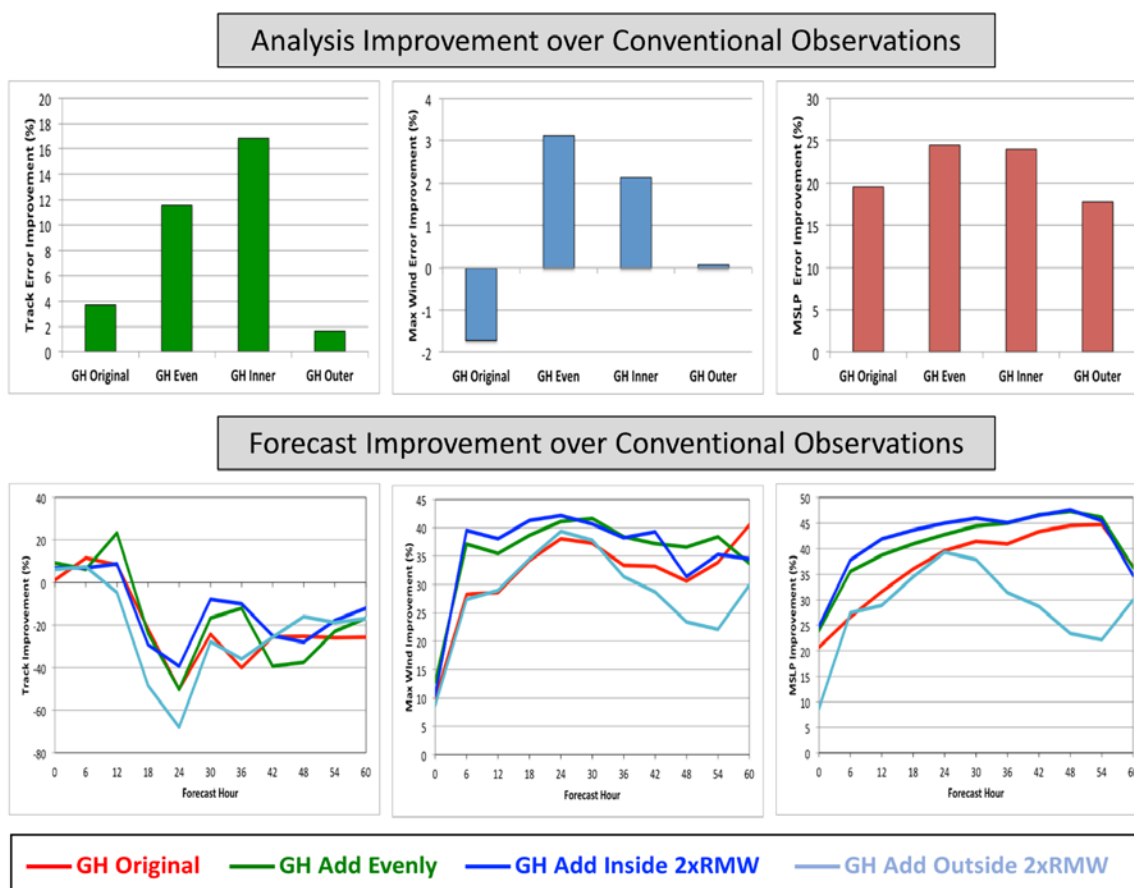 Analysis Improvement over Conventional Observations
Track Error Improvement (%)
20
18
16
14
12
10
8
6
4
2
0
GH Original GH Even GH Inner GH Outer
Max Wind Error Improvement (%)
4
3
2
1
0
-1
-2
GH Original GH Even GH Inner GH Outer
MSLP Error Improvement (%)
30
25
20
15
10
5
0
GH Original GH Even GH Inner GH Outer
Forecast Improvement over Conventional Observations
Track Improvement (%)
40
20
0
-20
-40
-60
-80
0 6 12 18 24 30 36 42 48 54 60
Forecast Hour
Max Wind Improvement (%)
45
40
35
30
25
20
15
10
5
0
0 6 12 18 24 30 36 42 48 54 60
Forecast Hour
MSLP Improvement (%)
50
45
40
35
30
25
20
15
10
5
0
0 6 12 18 24 30 36 42 48 54 60
Forecast Hour
GH Original GH Add Evenly GH Add Inside 2xRMW GH Add Outside 2xRMW